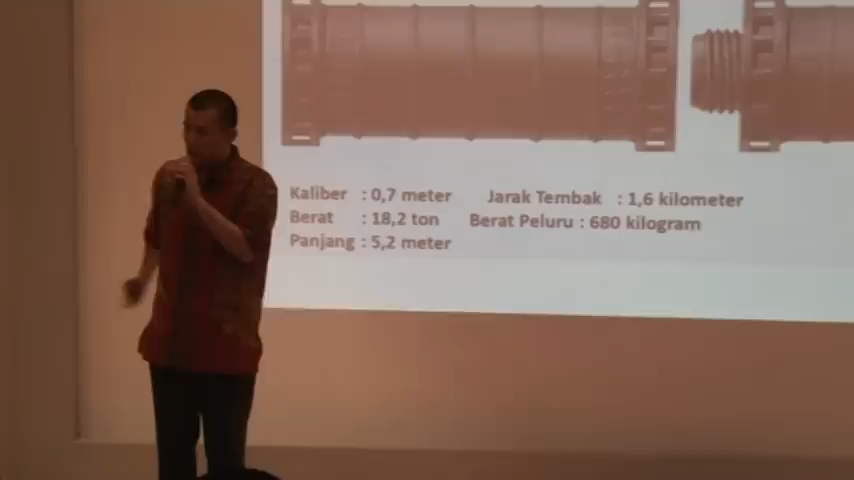 Kaliber : 0,7 meter Jarak Tembak : 1,6 kilometer
Berat : 18,2 ton Berat Peluru : 680 kilogram
Panjang : 5,2 meter